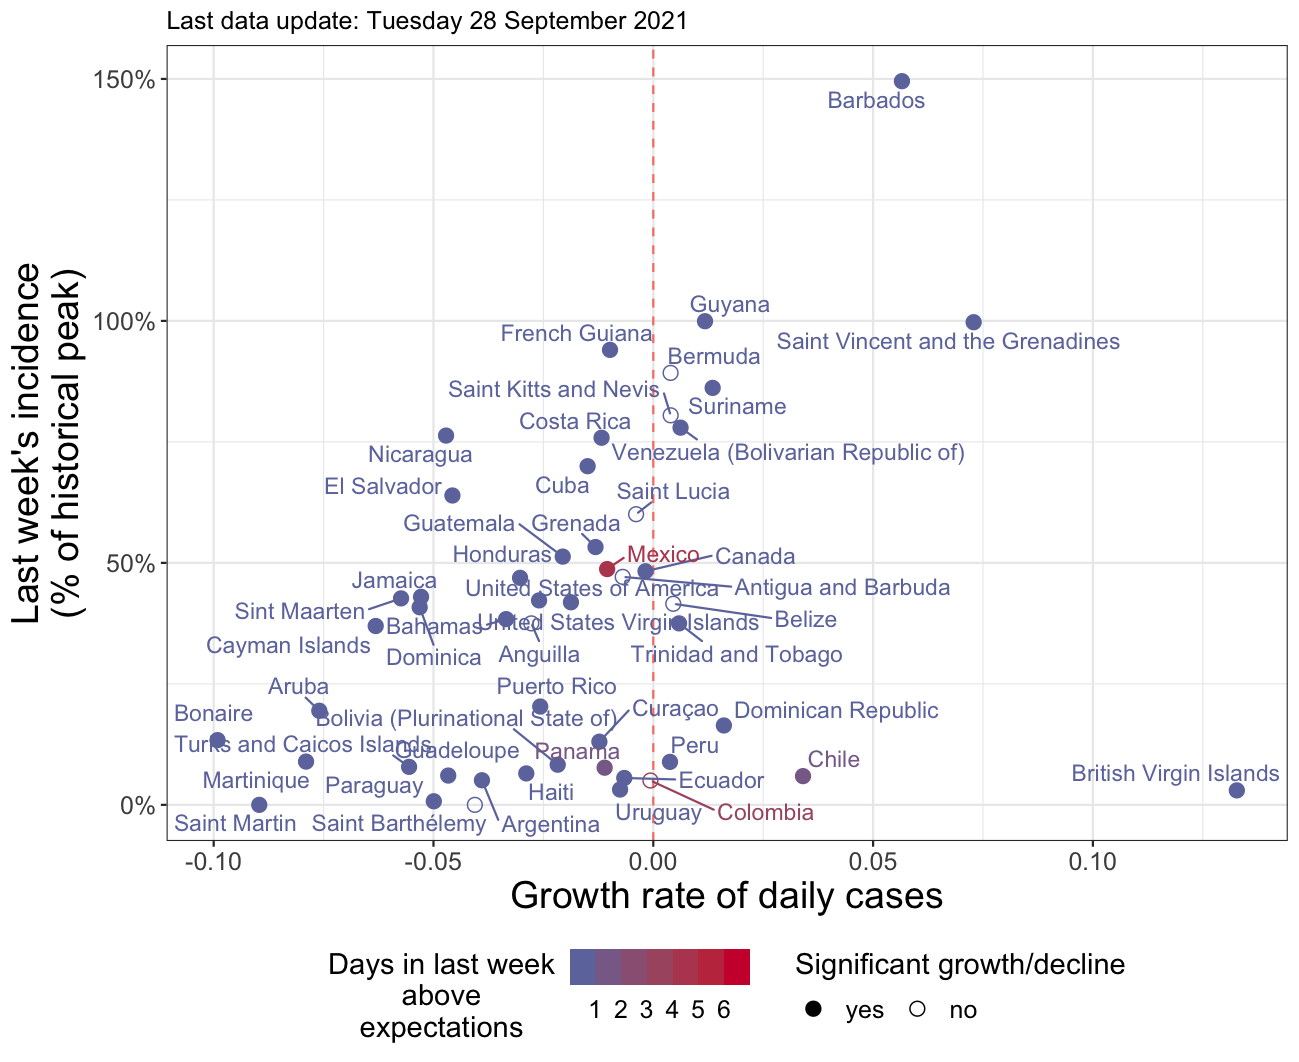 Last data update: Tuesday 28 September 2021
150%
Barbados
Guyana
100%
French Guiana
Saint Vincent and the Grenadines
Bermuda
Saint Kitts and Nevis
Suriname
Costa Rica
Nicaragua
Venezuela (Bolivarian Republic of)
El Salvador
Cuba
Saint Lucia
Guatemala
Grenada
Honduras
Mexico
Canada
50%
Jamaica
United States of America
Antigua and Barbuda
Sint Maarten
Bahamas
United States Virgin Islands
Belize
Cayman Islands
Dominica
Anguilla
Trinidad and Tobago
Aruba
Puerto Rico
Bonaire
Bolivia (Plurinational State of)
Curaçao
Dominican Republic
Turks and Caicos Islands
Guadeloupe
Panama
Peru
Chile
Martinique
Paraguay
Haiti
Ecuador
British Virgin Islands
0%
Saint Martin
Saint Barthélemy
Argentina
Uruguay
Colombia
-0.10
-0.05
0.00
0.05
0.10
Last week's incidence
(% of historical peak)
Growth rate of daily cases
Days in last week
above
expectations
1 2 3 4 5 6
Significant growth/decline
yes
no